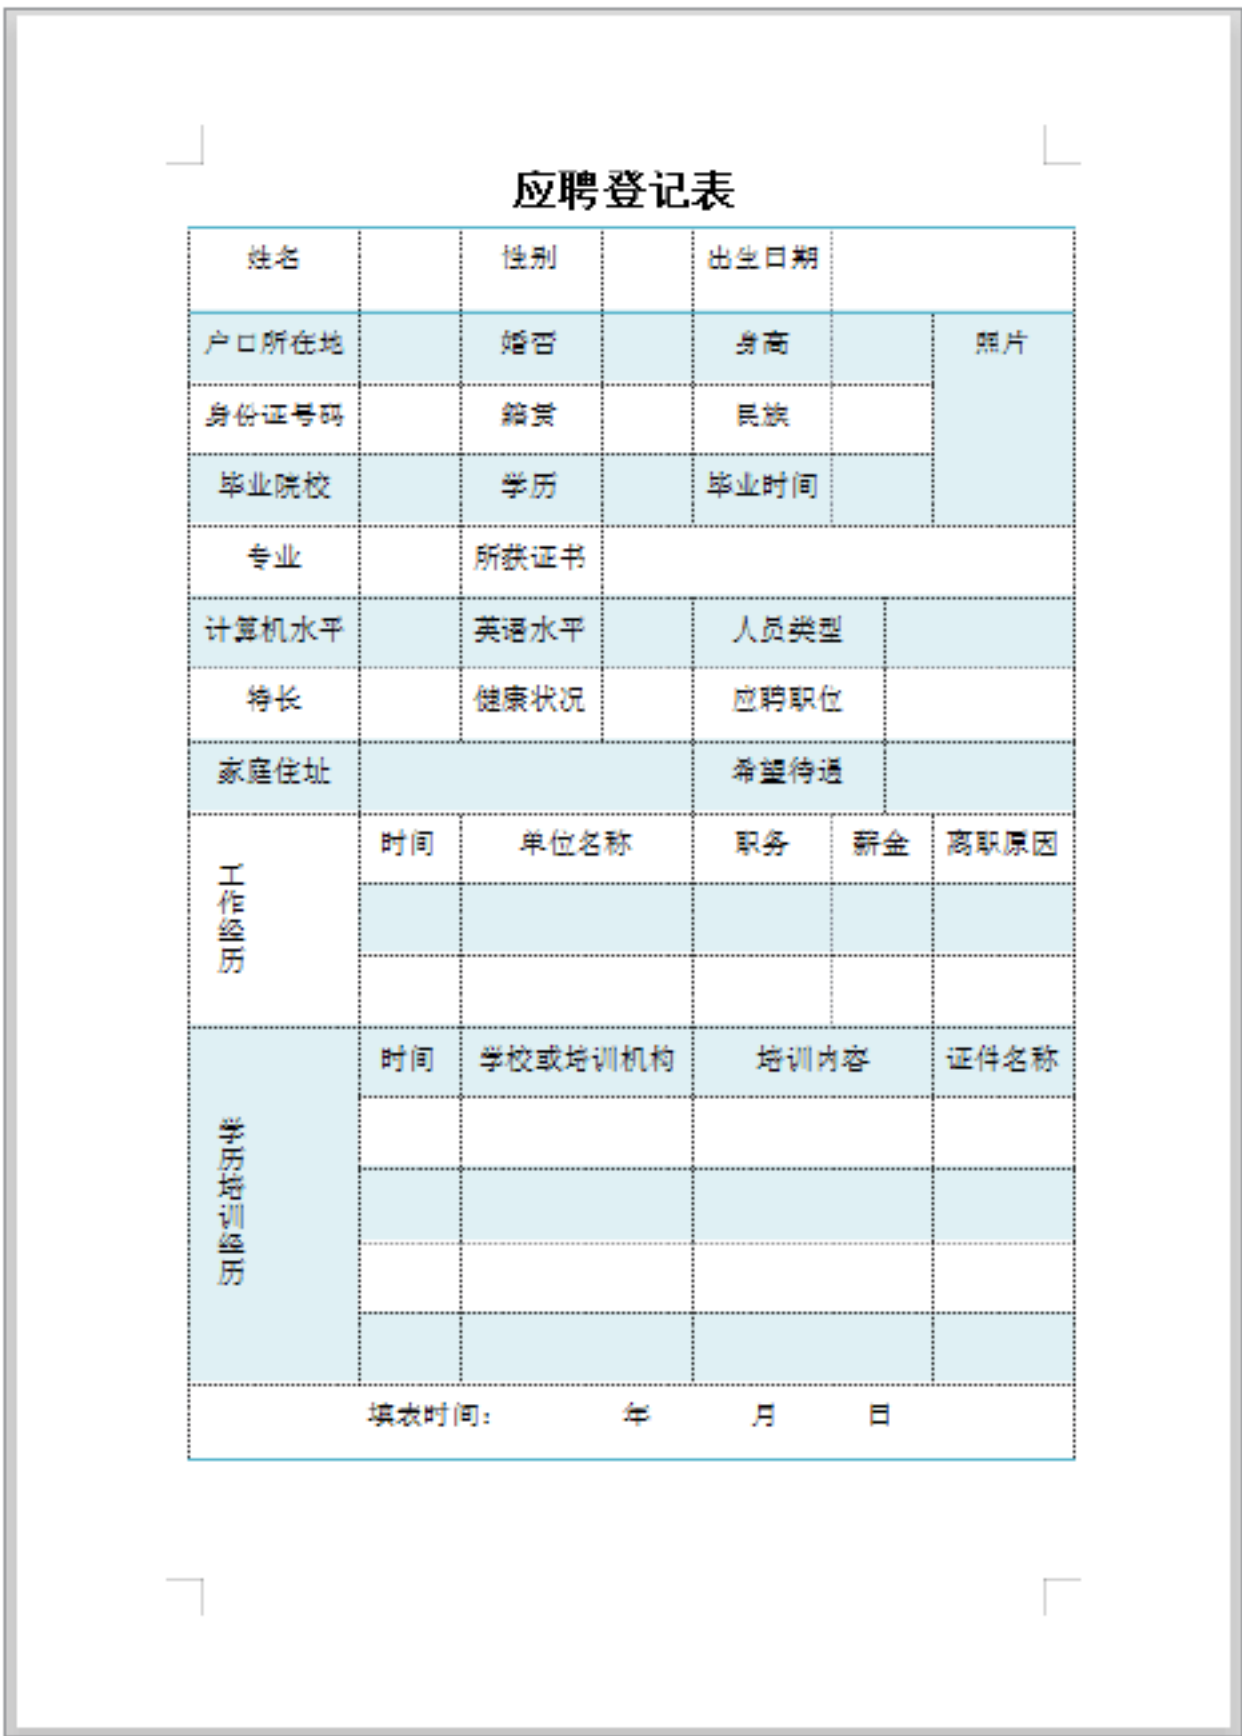 应聘登记表
姓名 性别 出生日期
户口所在地 婚否 身高 照片
身份证号码 籍贯 民族
毕业院校 学历 毕业时间
专业 所获证书
计算机水平 英语水平 人员类型
特长 健康状况 应聘职位
家庭住址 希望待遇
工作经历
时间 单位名称 职务 薪金 离职原因
学历培训经历
时间 学校或培训机构 培训内容 证件名称
填表时间： 年 月 日